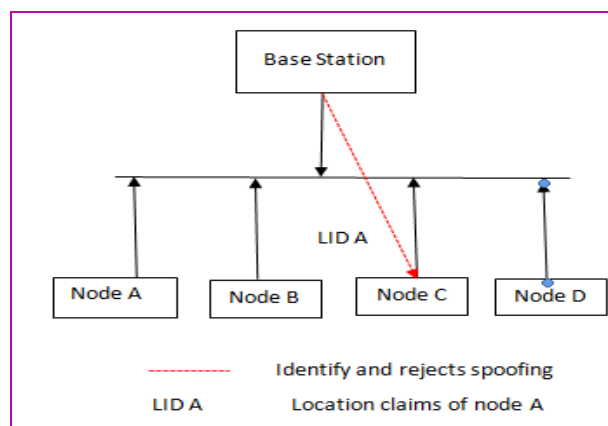 Base Station
LID A
Node A
Node B
Node C
Node D
Identify and rejects spoofing
LID A Location claims of node A